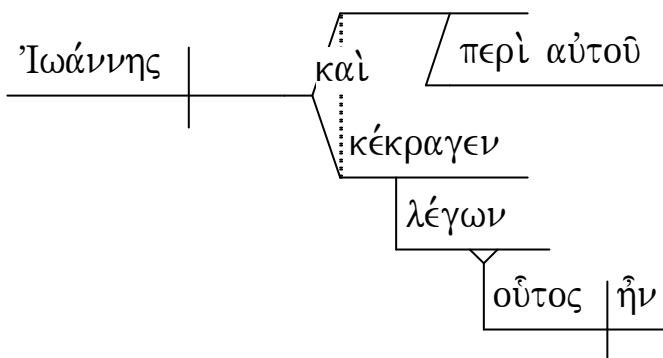 Ἰωάννης
καὶ
περὶ αὐτοῦ
κέκραγεν
λέγων
οὗτος ἦν